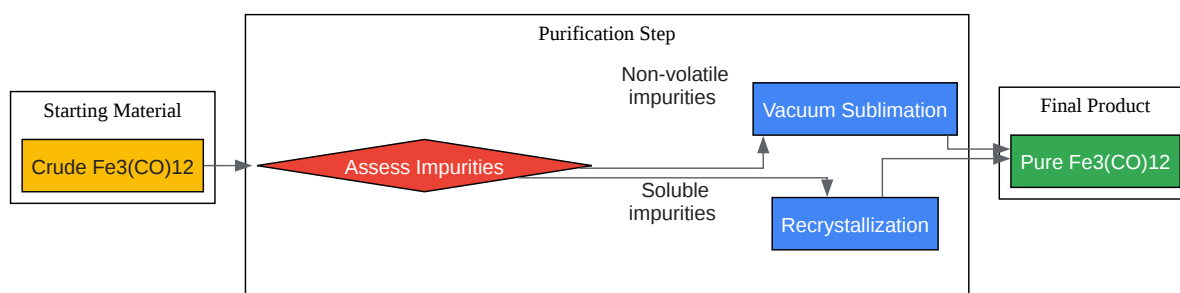 Purification Step
Starting Material
Crude Fe3(CO)12
Assess Impurities
Non-volatile
impurities
Soluble
impurities
Vacuum Sublimation
Recrystallization
Final Product
Pure Fe3(CO)12